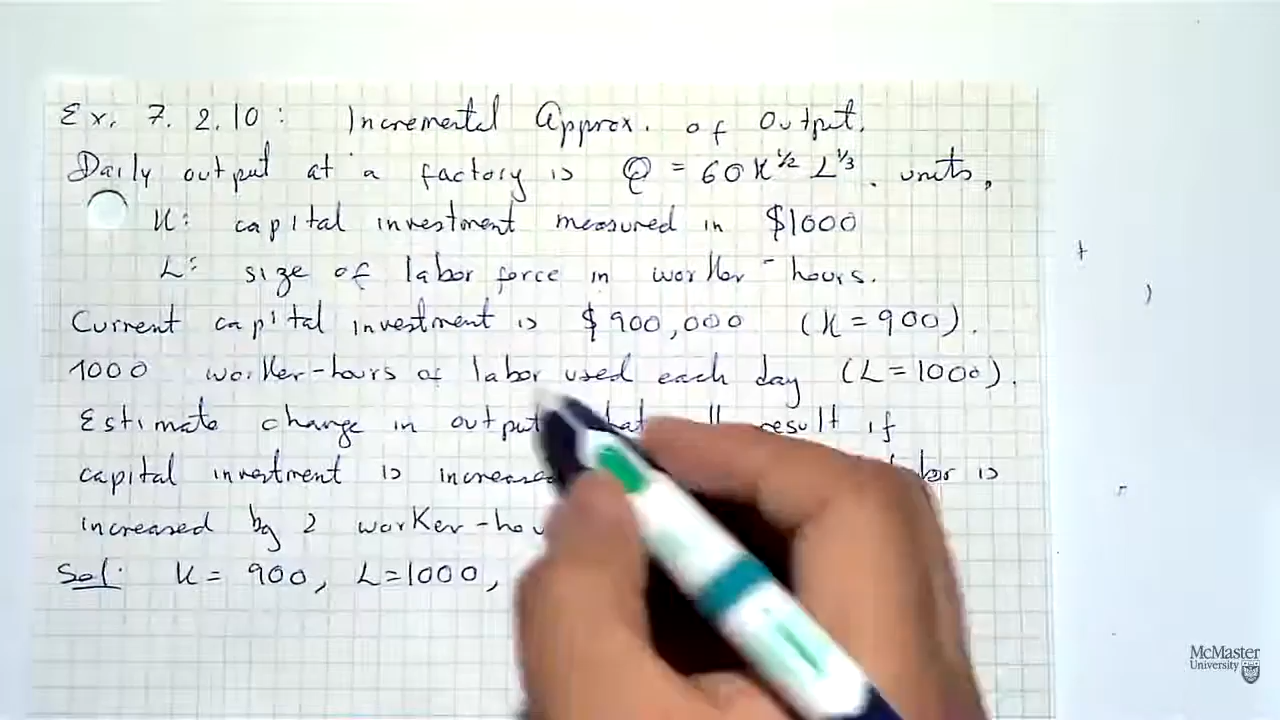 Ex. 7.2.10: Incremental Approx. of Output.
Daily output at a factory is Q = 60K^½ L^⅓. units,
K: capital investment measured in $1000
L: size of labor force in worker-hours.
Current capital investment is $900,000 (K=900).
1000 worker-hours of labor used each day (L=1000).
Estimate change in output result if
capital investment is is
increased by 2 worker-
Sol: K = 900, L=1000,
McMaster
University